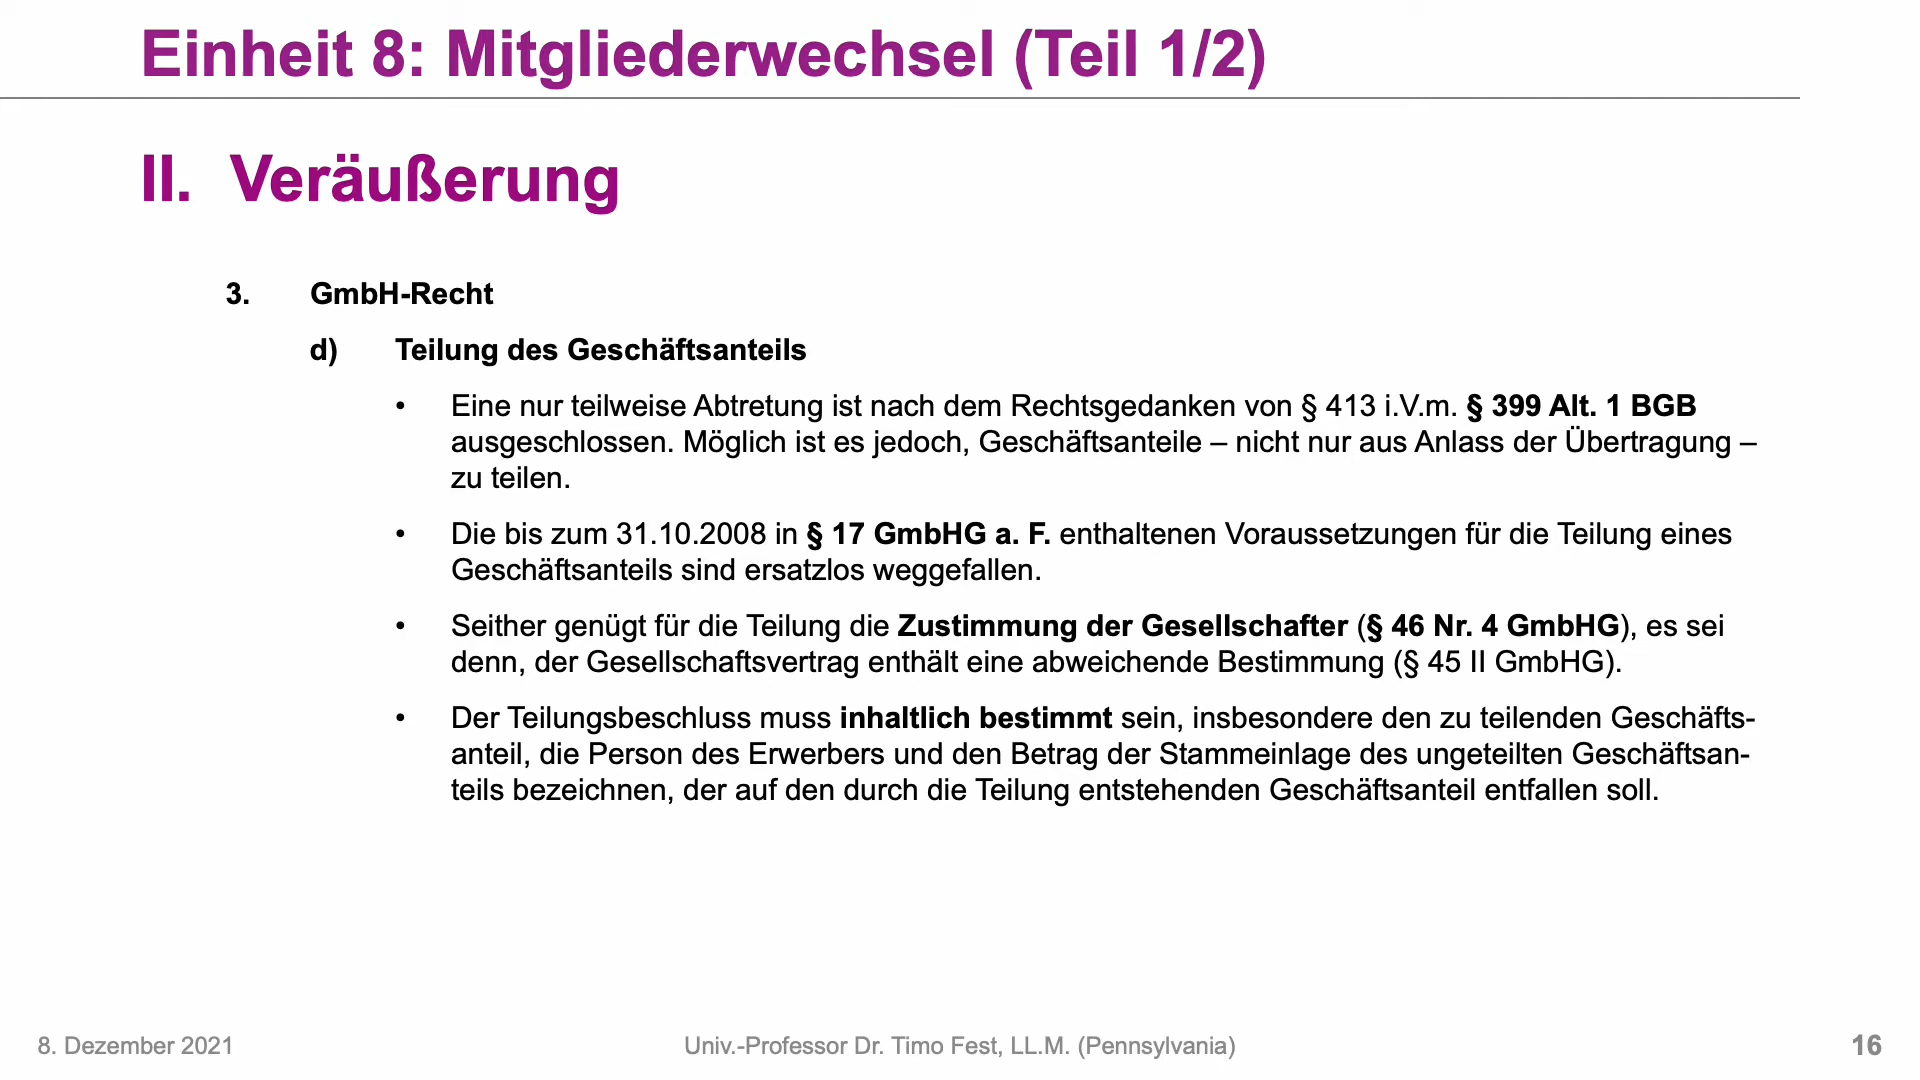 Einheit 8: Mitgliederwechsel (Teil 1/2)
II. Veräußerung
3. GmbH-Recht
d) Teilung des Geschäftsanteils
• Eine nur teilweise Abtretung ist nach dem Rechtsgedanken von § 413 i.V.m. § 399 Alt. 1 BGB
ausgeschlossen. Möglich ist es jedoch, Geschäftsanteile – nicht nur aus Anlass der Übertragung –
zu teilen.
• Die bis zum 31.10.2008 in § 17 GmbHG a. F. enthaltenen Voraussetzungen für die Teilung eines
Geschäftsanteils sind ersatzlos weggefallen.
• Seither genügt für die Teilung die Zustimmung der Gesellschafter (§ 46 Nr. 4 GmbHG), es sei
denn, der Gesellschaftsvertrag enthält eine abweichende Bestimmung (§ 45 II GmbHG).
• Der Teilungsbeschluss muss inhaltlich bestimmt sein, insbesondere den zu teilenden Geschäfts-
anteil, die Person des Erwerbers und den Betrag der Stammeinlage des ungeteilten Geschäftsan-
teils bezeichnen, der auf den durch die Teilung entstehenden Geschäftsanteil entfallen soll.
8. Dezember 2021
Univ.-Professor Dr. Timo Fest, LL.M. (Pennsylvania)
16